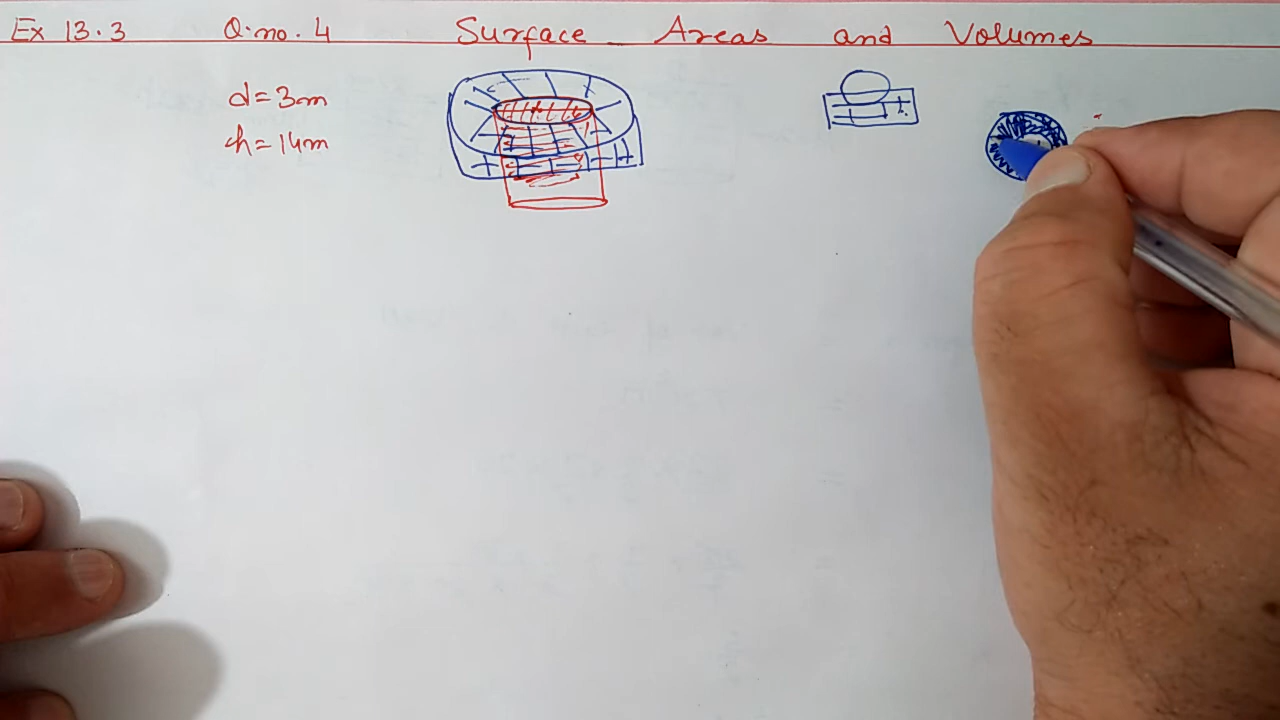 Ex 13.3 Q.no.4 Surface Areas and Volumes
d = 3m
h = 14m